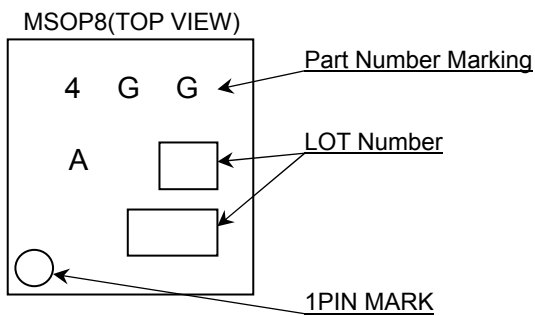 MSOP8(TOP VIEW)
4 G G
Part Number Marking
A
LOT Number
1PIN MARK